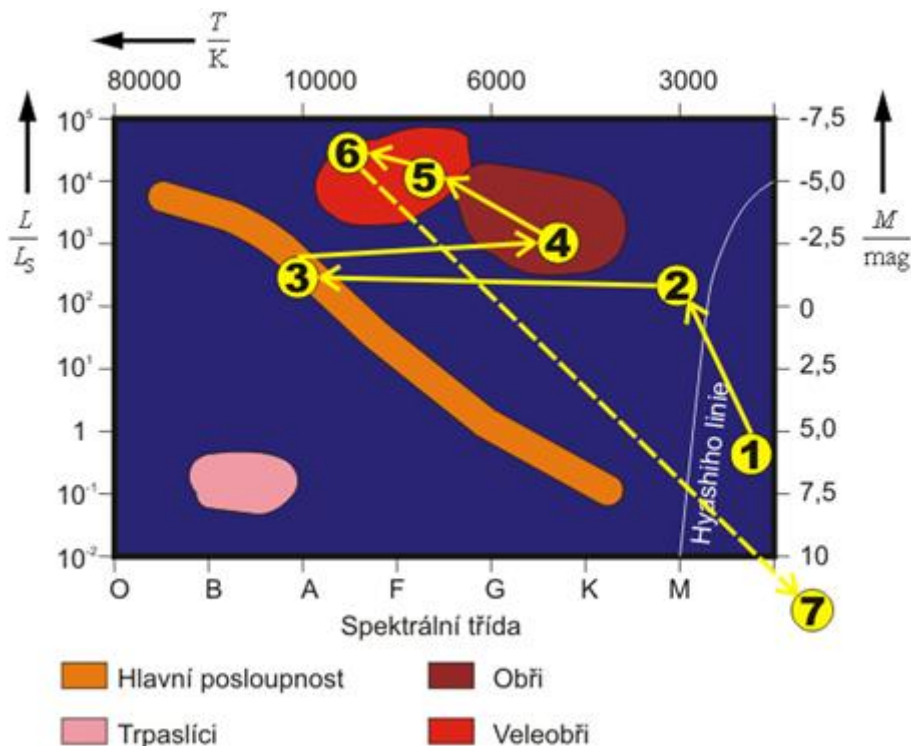 T
K
80000 10000 6000 3000
10⁵ -7,5
6
5
10⁴ -5,0
L
Lₛ
M
mag
10³ 4 -2,5
3 2
10² 0
10¹ 2,5
Hyashiho linie
1 5,0
1
10⁻¹ 7,5
10⁻² 10
O B A F G K M
7
Spektrální třída
Hlavní posloupnost Obři
Trpaslíci Veleobři